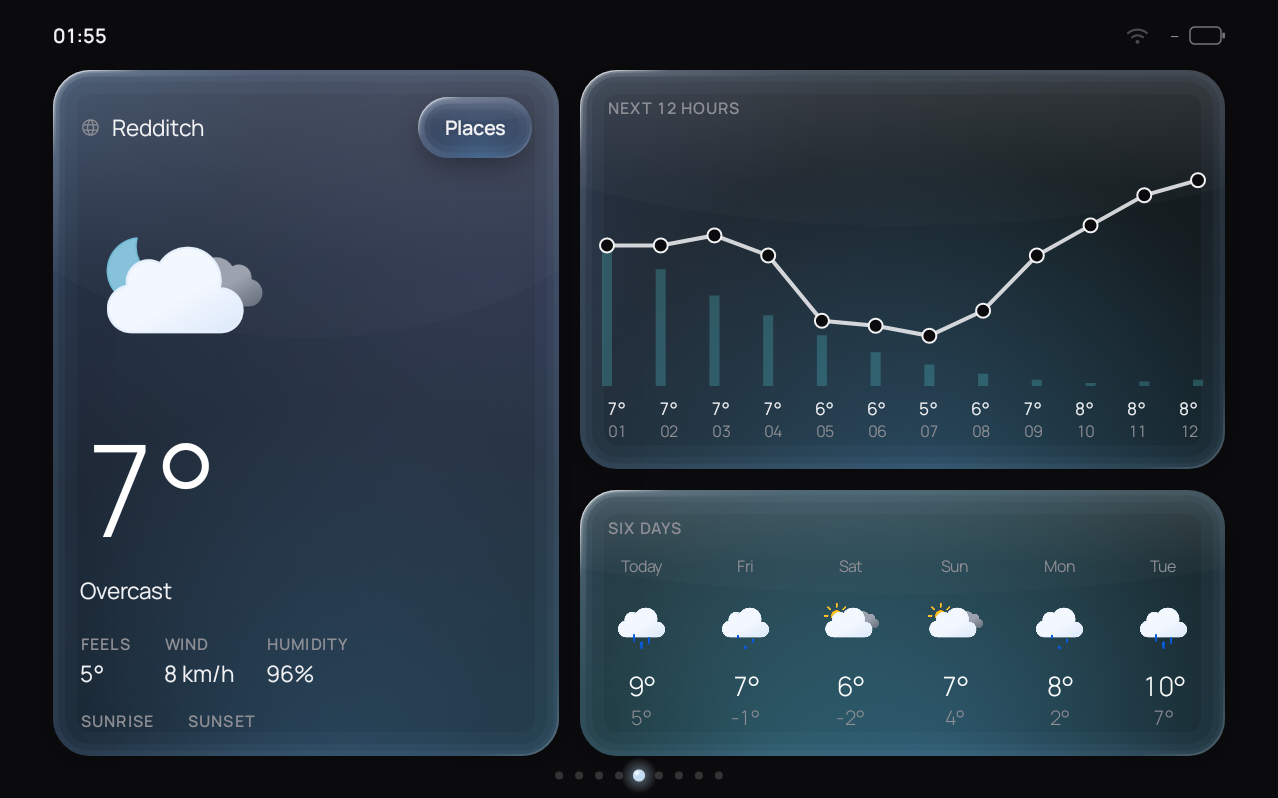 01:55
–
Redditch
Places
7°
Overcast
FEELS WIND HUMIDITY
5° 8 km/h 96%
SUNRISE SUNSET
NEXT 12 HOURS
7° 7° 7° 7° 6° 6° 5° 6° 7° 8° 8° 8°
01 02 03 04 05 06 07 08 09 10 11 12
SIX DAYS
Today Fri Sat Sun Mon Tue
9° 7° 6° 7° 8° 10°
5° -1° -2° 4° 2° 7°